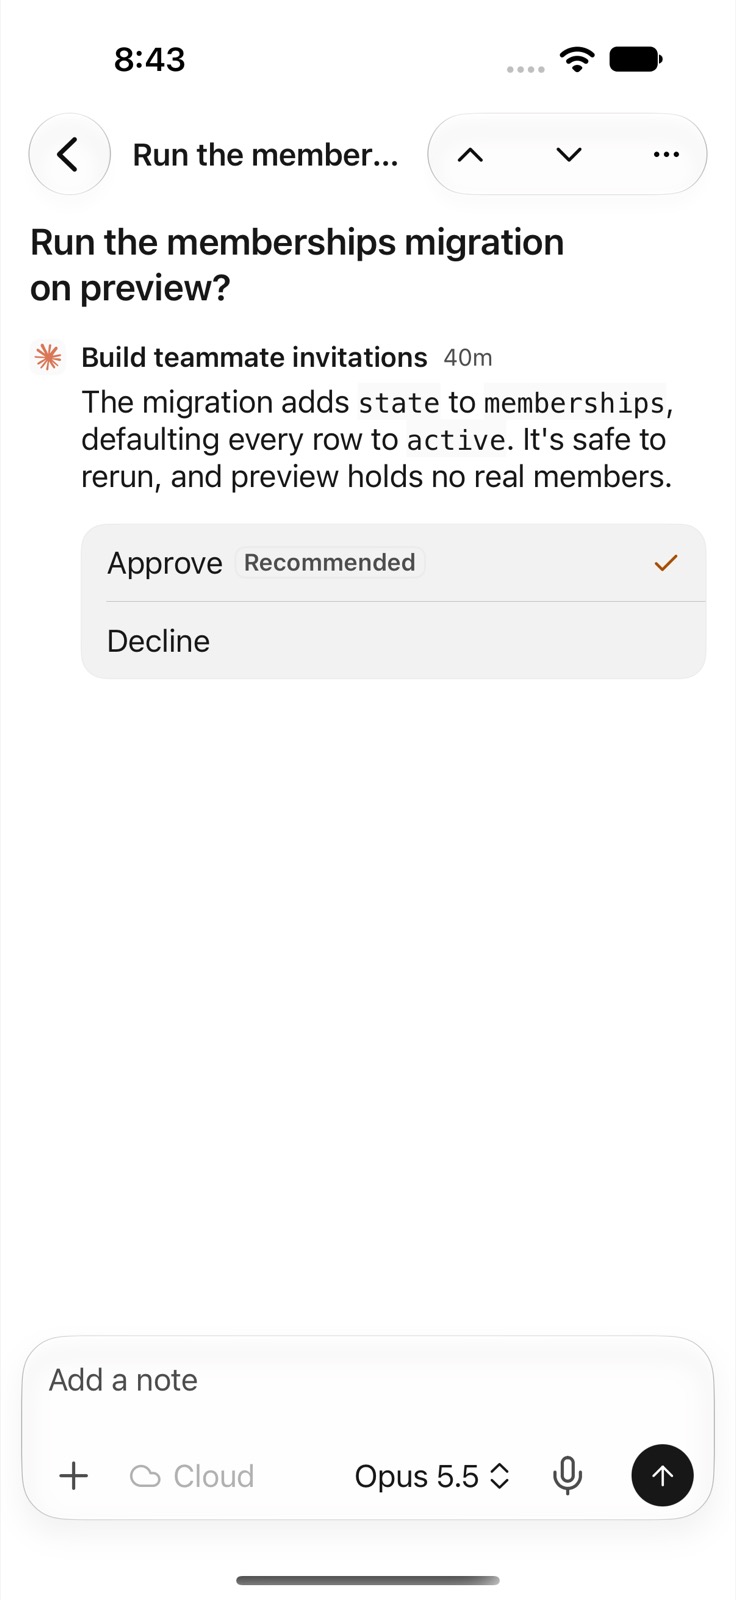 8:43
Run the member...
Run the memberships migration
on preview?
Build teammate invitations 40m
The migration adds state to memberships,
defaulting every row to active. It's safe to
rerun, and preview holds no real members.
Approve Recommended
Decline
Add a note
Cloud Opus 5.5